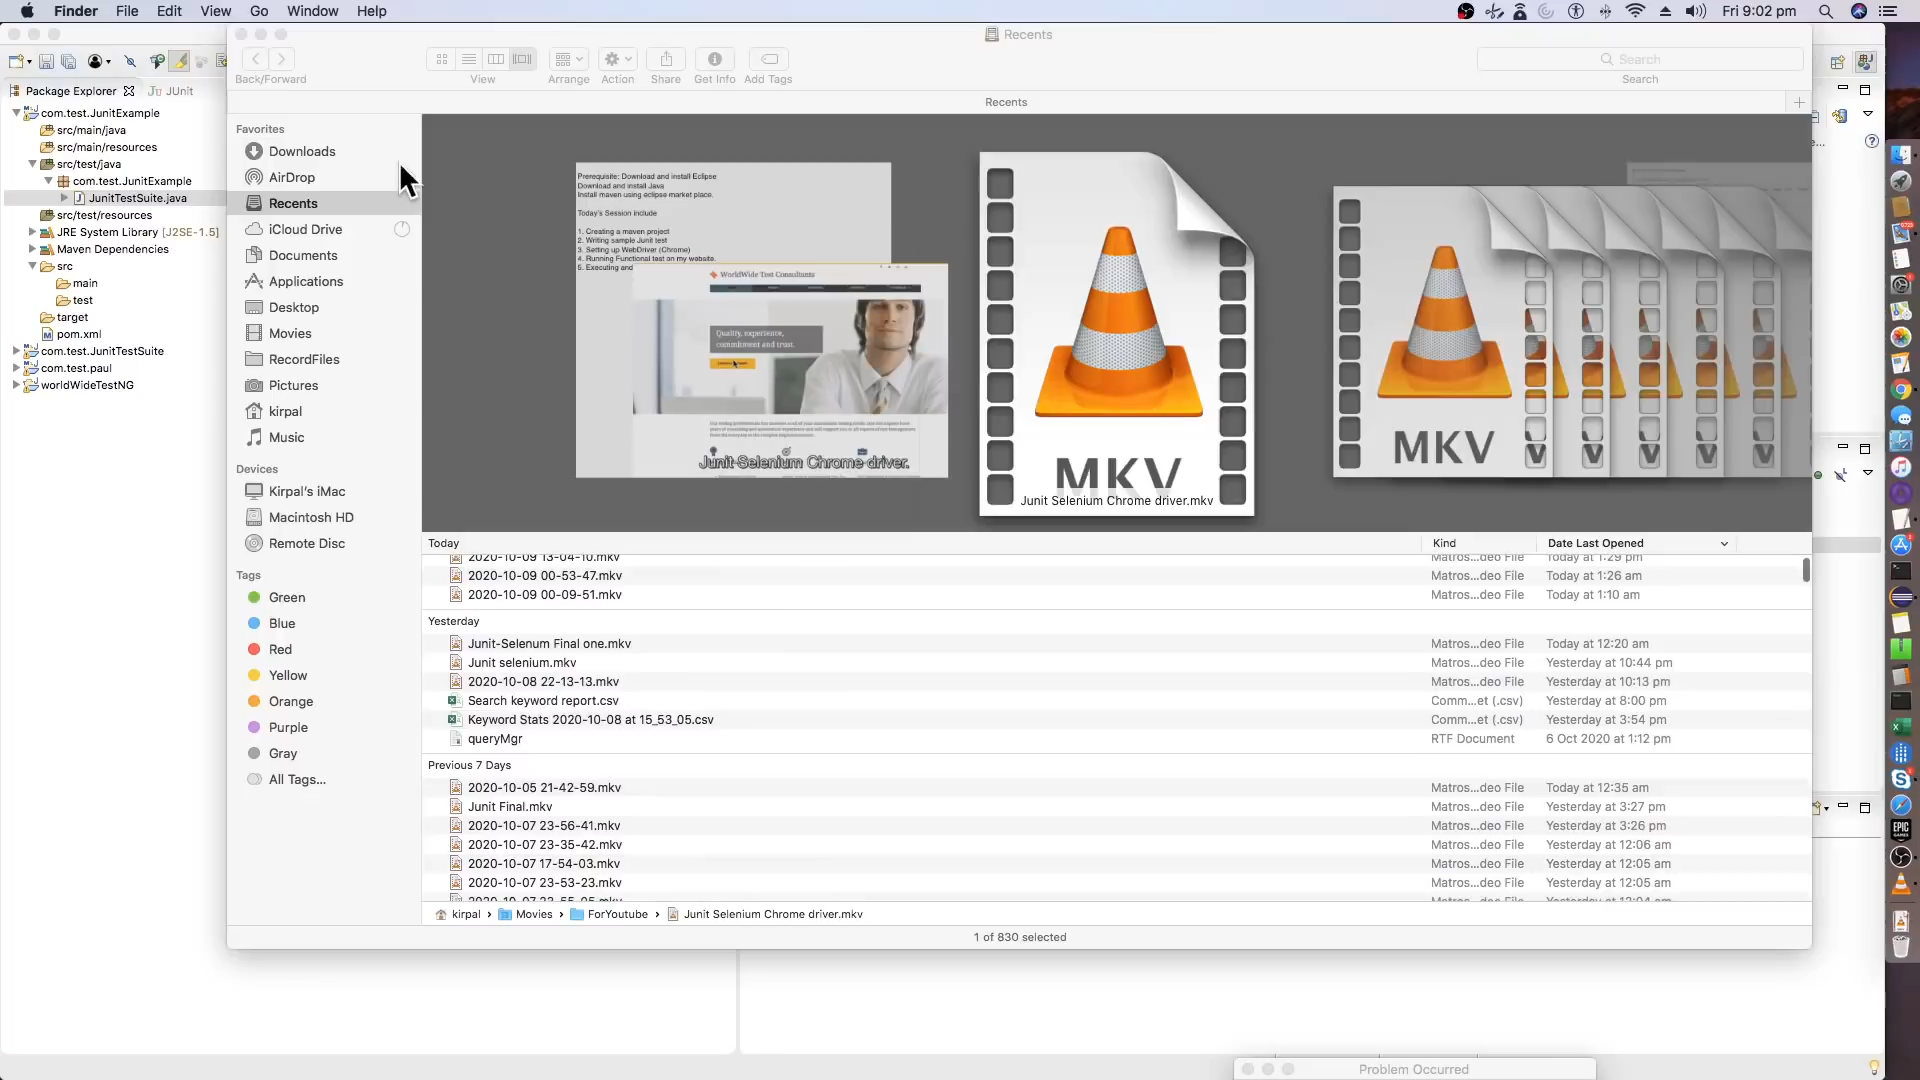 Finder File Edit View Go Window Help
Fri 9:02 pm
Recents
Back/Forward
View
Arrange
Action
Share
Get Info
Add Tags
Search
Search
Package Explorer
JUnit
Recents
com.test.JunitExample
src/main/java
src/main/resources
src/test/java
com.test.JunitExample
JunitTestSuite.java
src/test/resources
JRE System Library [J2SE-1.5]
Maven Dependencies
src
main
test
target
pom.xml
com.test.JunitTestSuite
com.test.paul
worldWideTestNG
Favorites
Downloads
AirDrop
Recents
iCloud Drive
Documents
Applications
Desktop
Movies
RecordFiles
Pictures
kirpal
Music
Devices
Kirpal's iMac
Macintosh HD
Remote Disc
Tags
Green
Blue
Red
Yellow
Orange
Purple
Gray
All Tags...
Prerequisite: Download and install Eclipse
Download and install Java
Install maven using eclipse market place.
Today's Session include
1. Creating a maven project
2. Writing sample Junit test
3. Setting up WebDriver (Chrome)
4. Running Functional test on my website.
5. Executing and
WorldWide Test Consultants
Quality, experience,
commitment and trust.
Junit Selenium Chrome driver.
MKV
Junit Selenium Chrome driver.mkv
MKV
Today Kind Date Last Opened
2020-10-09 13-04-10.mkv Matros...deo File Today at 1:29 pm
2020-10-09 00-53-47.mkv Matros...deo File Today at 1:26 am
2020-10-09 00-09-51.mkv Matros...deo File Today at 1:10 am
Yesterday
Junit-Selenum Final one.mkv Matros...deo File Today at 12:20 am
Junit selenium.mkv Matros...deo File Yesterday at 10:44 pm
2020-10-08 22-13-13.mkv Matros...deo File Yesterday at 10:13 pm
Search keyword report.csv Comm...et (.csv) Yesterday at 8:00 pm
Keyword Stats 2020-10-08 at 15_53_05.csv Comm...et (.csv) Yesterday at 3:54 pm
queryMgr RTF Document 6 Oct 2020 at 1:12 pm
Previous 7 Days
2020-10-05 21-42-59.mkv Matros...deo File Today at 12:35 am
Junit Final.mkv Matros...deo File Yesterday at 3:27 pm
2020-10-07 23-56-41.mkv Matros...deo File Yesterday at 3:26 pm
2020-10-07 23-35-42.mkv Matros...deo File Yesterday at 12:06 am
2020-10-07 17-54-03.mkv Matros...deo File Yesterday at 12:05 am
2020-10-07 23-53-23.mkv Matros...deo File Yesterday at 12:05 am
kirpal › Movies › ForYoutube › Junit Selenium Chrome driver.mkv
1 of 830 selected
Problem Occurred